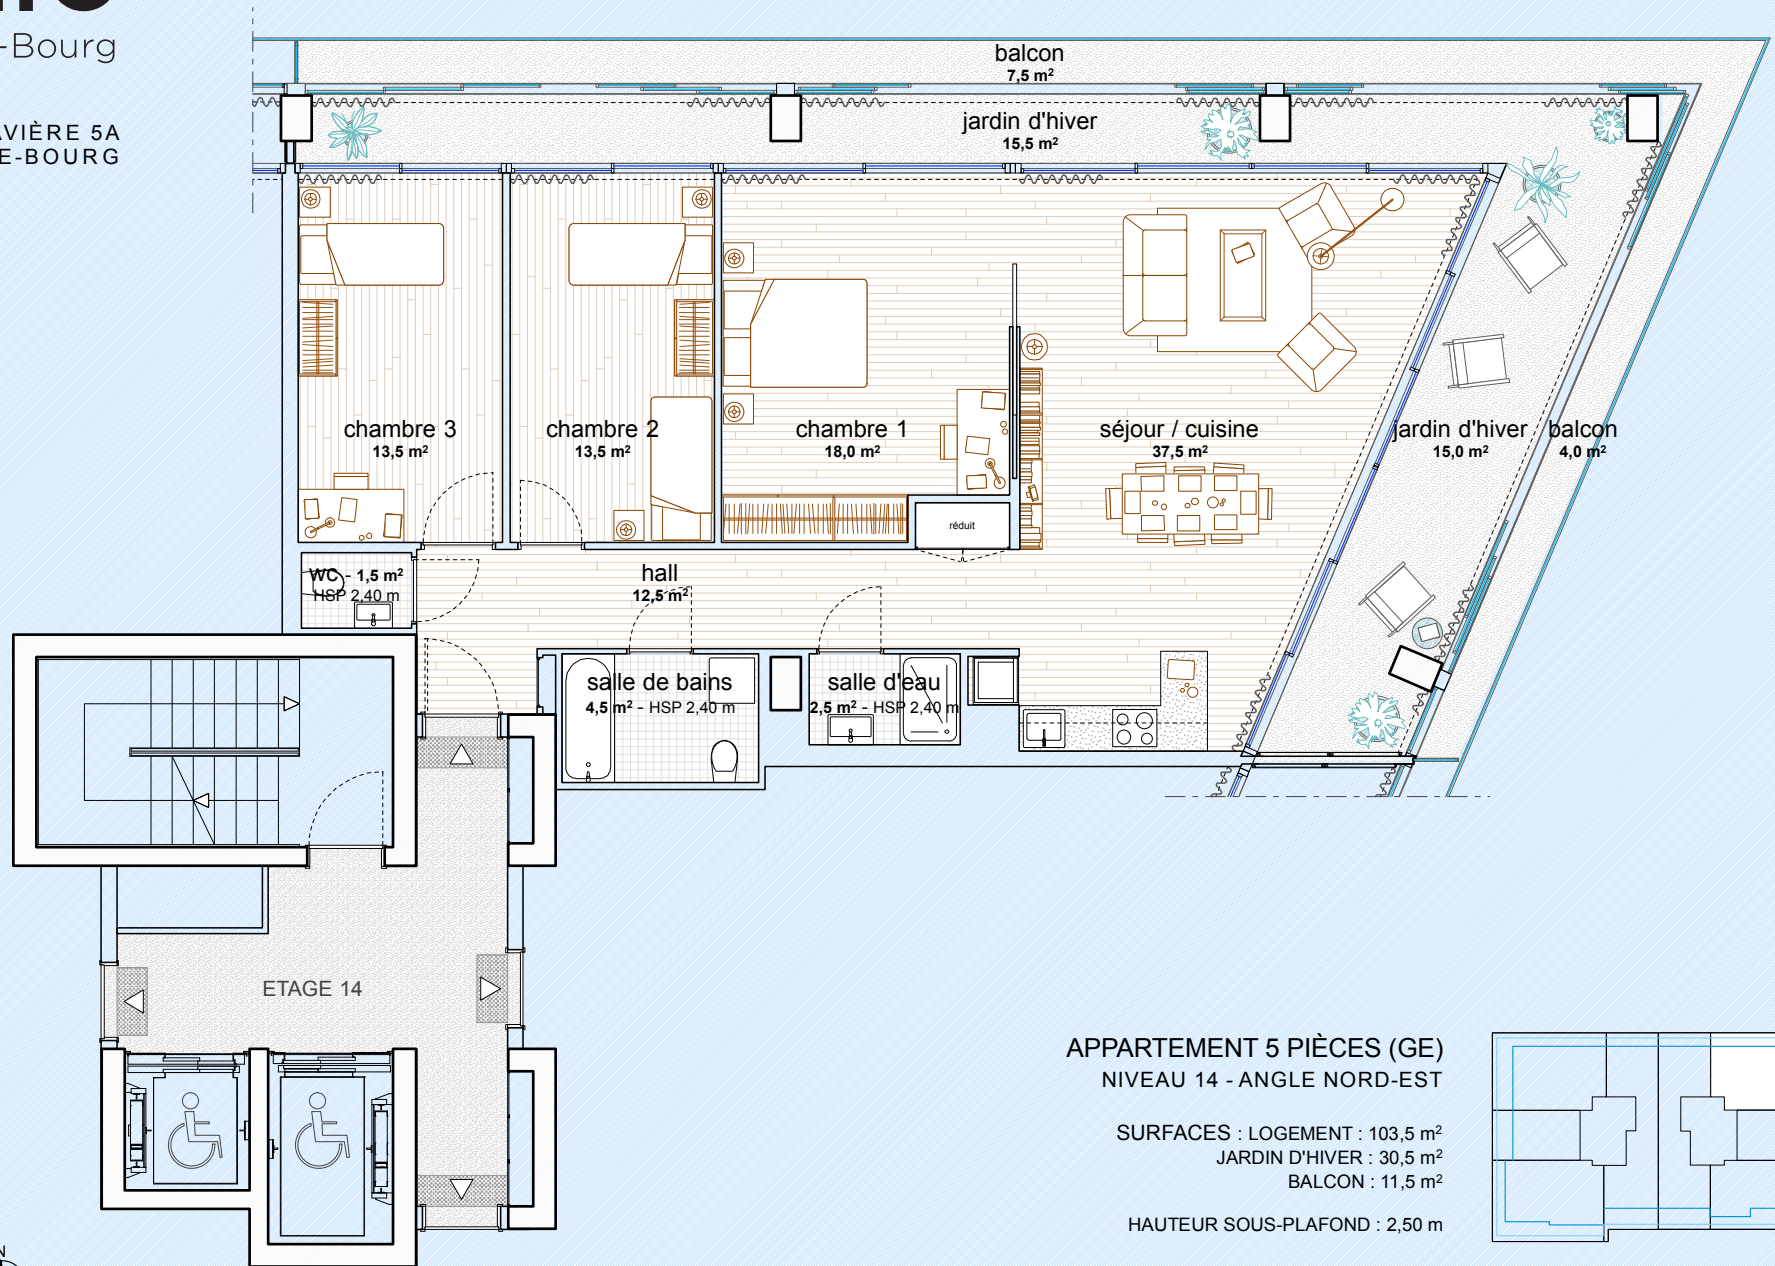 -Bourg
AVIÈRE 5A
E-BOURG
balcon
7,5 m²
jardin d'hiver
15,5 m²
chambre 3
13,5 m²
chambre 2
13,5 m²
chambre 1
18,0 m²
séjour / cuisine
37,5 m²
jardin d'hiver
15,0 m²
balcon
4,0 m²
réduit
WC - 1,5 m²
HSP 2,40 m
hall
12,5 m²
salle de bains
4,5 m² - HSP 2,40 m
salle d'eau
2,5 m² - HSP 2,40 m
ETAGE 14
APPARTEMENT 5 PIÈCES (GE)
NIVEAU 14 - ANGLE NORD-EST
SURFACES : LOGEMENT : 103,5 m²
JARDIN D'HIVER : 30,5 m²
BALCON : 11,5 m²
HAUTEUR SOUS-PLAFOND : 2,50 m
N